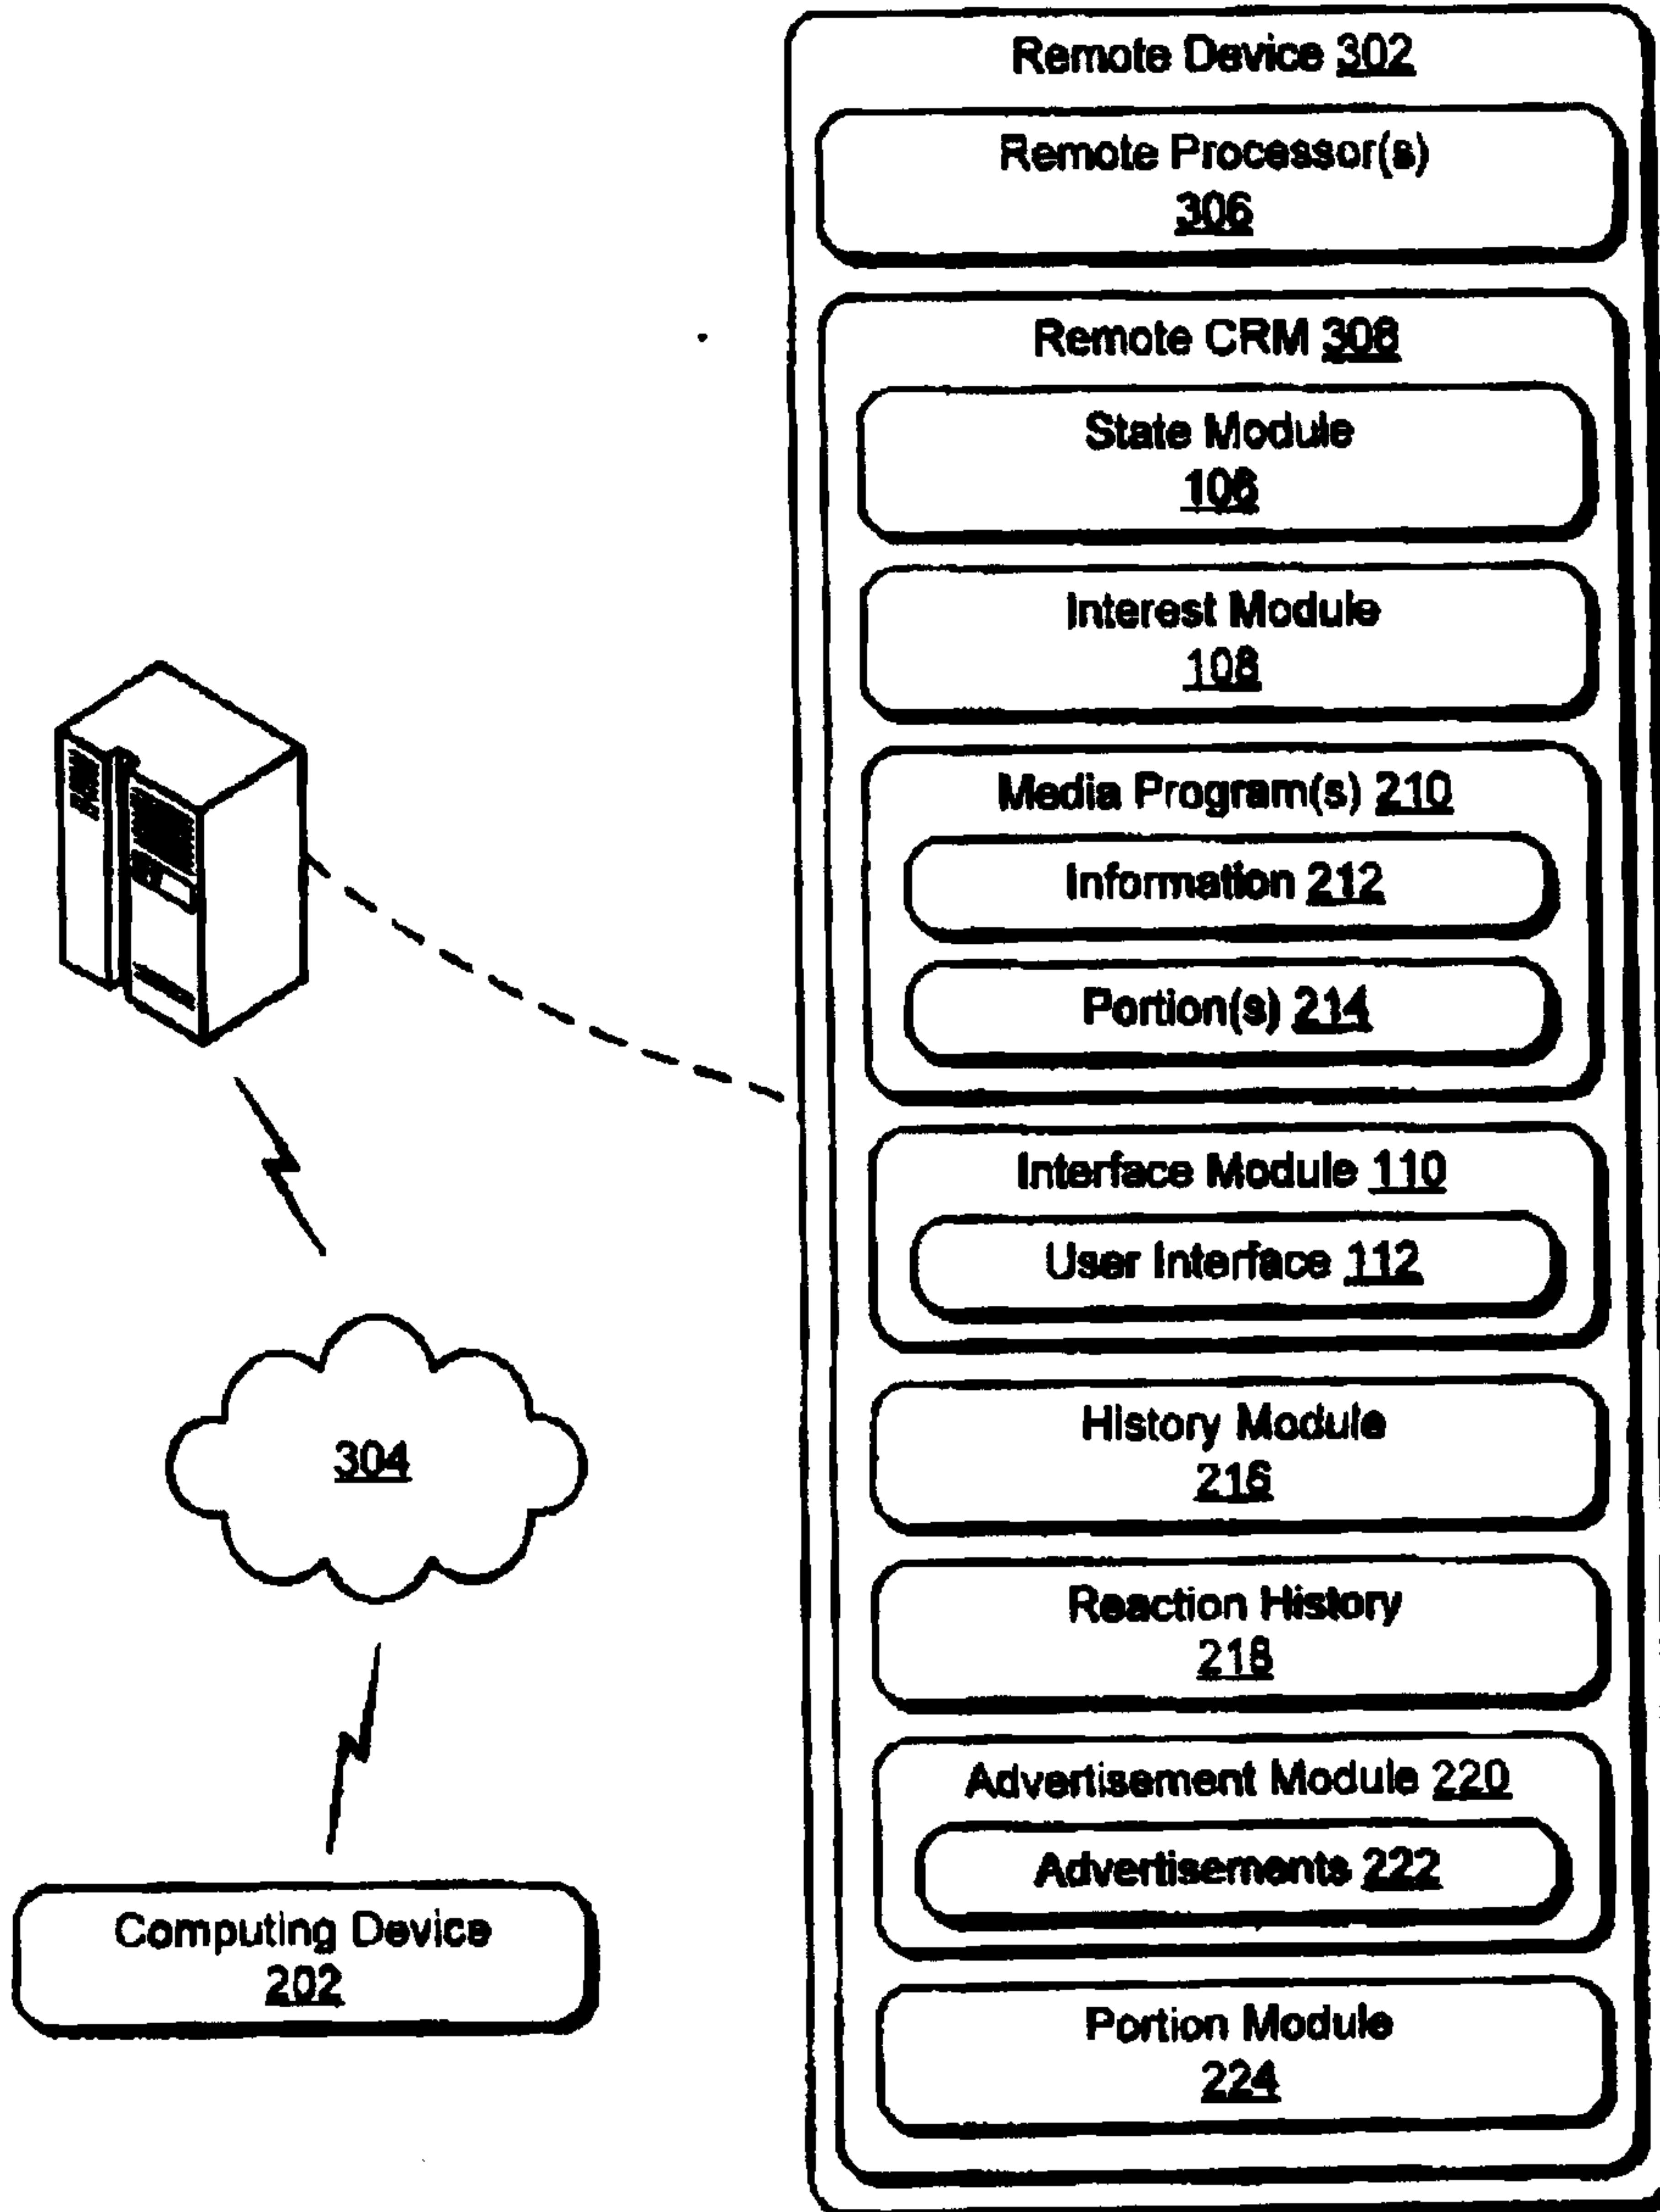 Remote Device 302
Remote Processor(s)
306
Remote CRM 308
State Module
106
Interest Module
108
Media Program(s) 210
Information 212
Portion(s) 214
Interface Module 110
User Interface 112
History Module
216
Reaction History
218
Advertisement Module 220
Advertisements 222
Portion Module
224
304
Computing Device
202